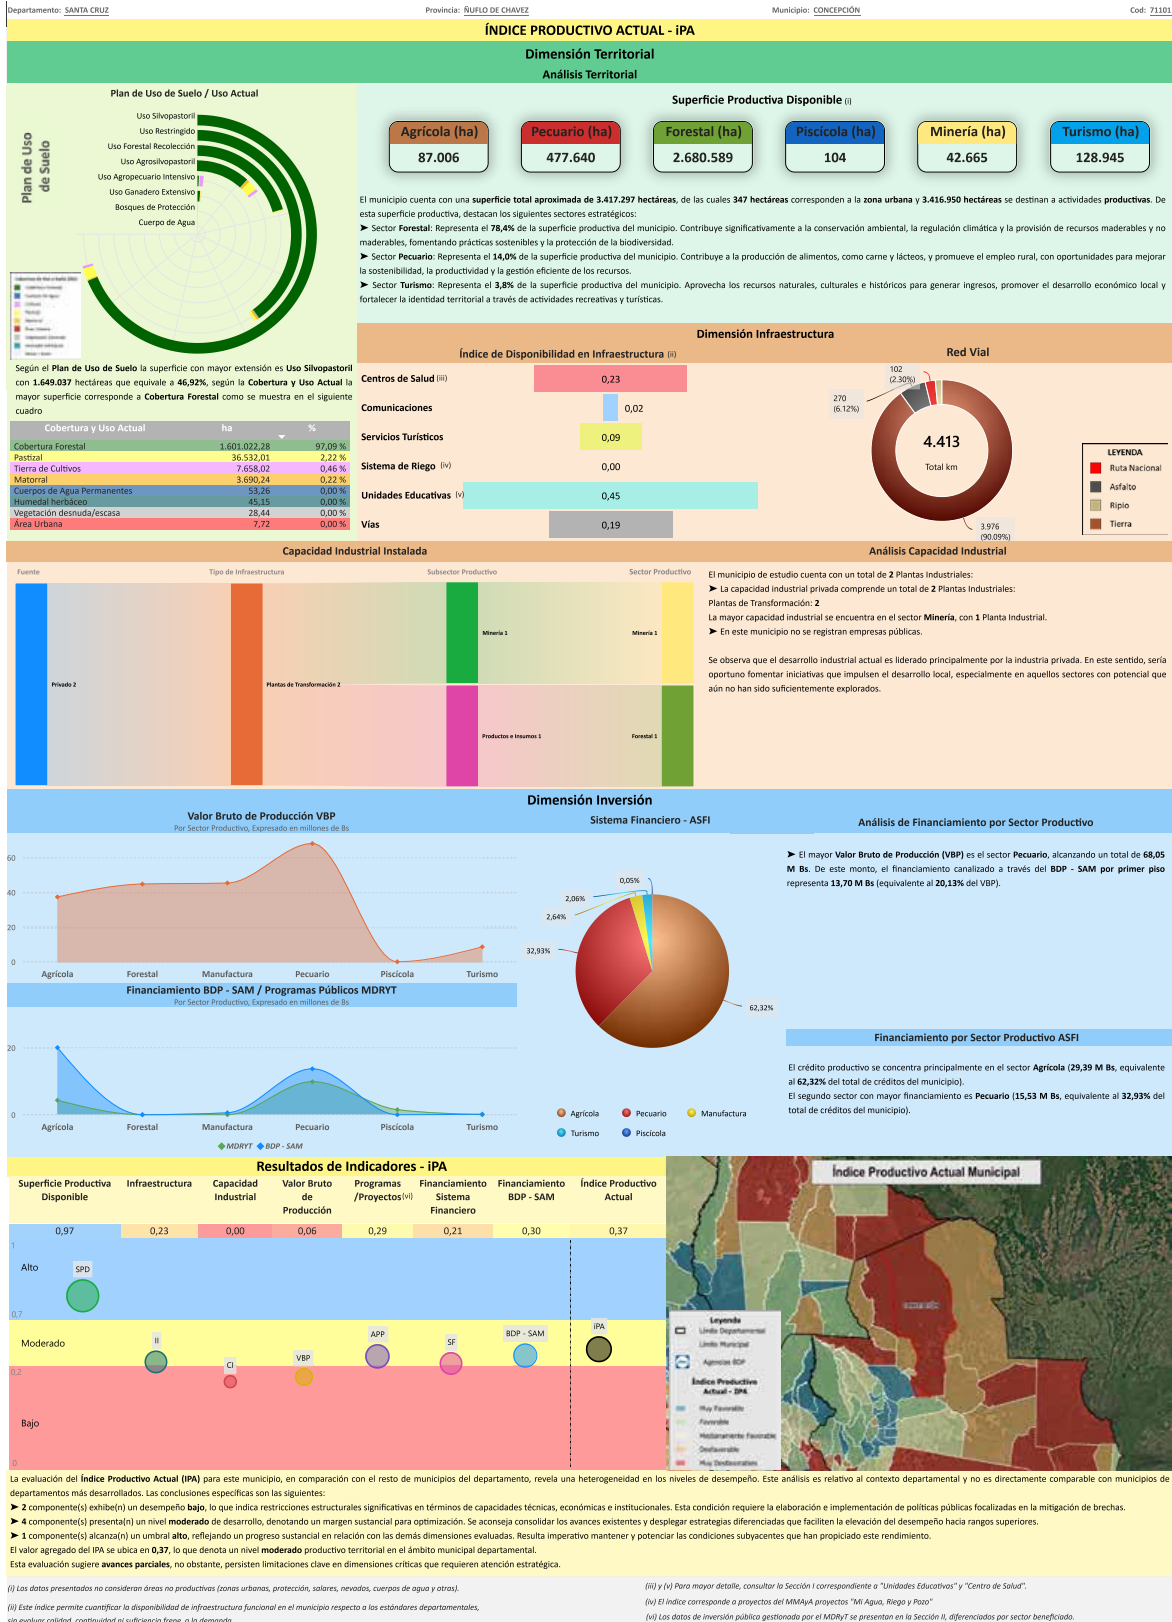 Departamento: SANTA CRUZ Provincia: ÑUFLO DE CHAVEZ Municipio: CONCEPCIÓN Cod: 71101
ÍNDICE PRODUCTIVO ACTUAL - iPA
Dimensión Territorial
Análisis Territorial
Plan de Uso de Suelo / Uso Actual
Plan de Uso
de Suelo
Uso Silvopastoril
Uso Restringido
Uso Forestal Recolección
Uso Agrosilvopastoril
Uso Agropecuario Intensivo
Uso Ganadero Extensivo
Bosques de Protección
Cuerpo de Agua
Según el Plan de Uso de Suelo la superficie con mayor extensión es Uso Silvopastoril
con 1.649.037 hectáreas que equivale a 46,92%, según la Cobertura y Uso Actual la
mayor superficie corresponde a Cobertura Forestal como se muestra en el siguiente
cuadro
Cobertura y Uso Actual ha %
Cobertura Forestal 1.601.022,28 97,09 %
Pastizal 36.532,01 2,22 %
Tierra de Cultivos 7.658,02 0,46 %
Matorral 3.690,24 0,22 %
Cuerpos de Agua Permanentes 53,26 0,00 %
Humedal herbáceo 45,15 0,00 %
Vegetación desnuda/escasa 28,44 0,00 %
Área Urbana 7,72 0,00 %
Superficie Productiva Disponible (i)
Agrícola (ha) Pecuario (ha) Forestal (ha) Piscícola (ha) Minería (ha) Turismo (ha)
87.006 477.640 2.680.589 104 42.665 128.945
El municipio cuenta con una superficie total aproximada de 3.417.297 hectáreas, de las cuales 347 hectáreas corresponden a la zona urbana y 3.416.950 hectáreas se destinan a actividades productivas. De
esta superficie productiva, destacan los siguientes sectores estratégicos:
➤ Sector Forestal: Representa el 78,4% de la superficie productiva del municipio. Contribuye significativamente a la conservación ambiental, la regulación climática y la provisión de recursos maderables y no
maderables, fomentando prácticas sostenibles y la protección de la biodiversidad.
➤ Sector Pecuario: Representa el 14,0% de la superficie productiva del municipio. Contribuye a la producción de alimentos, como carne y lácteos, y promueve el empleo rural, con oportunidades para mejorar
la sostenibilidad, la productividad y la gestión eficiente de los recursos.
➤ Sector Turismo: Representa el 3,8% de la superficie productiva del municipio. Aprovecha los recursos naturales, culturales e históricos para generar ingresos, promover el desarrollo económico local y
fortalecer la identidad territorial a través de actividades recreativas y turísticas.
Dimensión Infraestructura
Índice de Disponibilidad en Infraestructura (ii)
Centros de Salud (iii) 0,23
Comunicaciones 0,02
Servicios Turísticos 0,09
Sistema de Riego (iv) 0,00
Unidades Educativas (v) 0,45
Vías 0,19
Red Vial
102
(2.30%)
270
(6.12%)
4.413
Total km
3.976
(90.09%)
LEYENDA
Ruta Nacional
Asfalto
Ripio
Tierra
Capacidad Industrial Instalada
Fuente Tipo de Infraestructura Subsector Productivo Sector Productivo
Privado 2
Plantas de Transformación 2
Minería 1
Minería 1
Productos e Insumos 1
Forestal 1
Análisis Capacidad Industrial
El municipio de estudio cuenta con un total de 2 Plantas Industriales:
➤ La capacidad industrial privada comprende un total de 2 Plantas Industriales:
Plantas de Transformación: 2
La mayor capacidad industrial se encuentra en el sector Minería, con 1 Planta Industrial.
➤ En este municipio no se registran empresas públicas.
Se observa que el desarrollo industrial actual es liderado principalmente por la industria privada. En este sentido, sería
oportuno fomentar iniciativas que impulsen el desarrollo local, especialmente en aquellos sectores con potencial que
aún no han sido suficientemente explorados.
Dimensión Inversión
Valor Bruto de Producción VBP
Por Sector Productivo, Expresado en millones de Bs
60
40
20
0
Agrícola Forestal Manufactura Pecuario Piscícola Turismo
Financiamiento BDP - SAM / Programas Públicos MDRYT
Por Sector Productivo, Expresado en millones de Bs
20
0
Agrícola Forestal Manufactura Pecuario Piscícola Turismo
MDRYT BDP - SAM
Sistema Financiero - ASFI
0,05%
2,06%
2,64%
32,93%
62,32%
Agrícola Pecuario Manufactura
Turismo Piscícola
Análisis de Financiamiento por Sector Productivo
➤ El mayor Valor Bruto de Producción (VBP) es el sector Pecuario, alcanzando un total de 68,05
M Bs. De este monto, el financiamiento canalizado a través del BDP - SAM por primer piso
representa 13,70 M Bs (equivalente al 20,13% del VBP).
Financiamiento por Sector Productivo ASFI
El crédito productivo se concentra principalmente en el sector Agrícola (29,39 M Bs, equivalente
al 62,32% del total de créditos del municipio).
El segundo sector con mayor financiamiento es Pecuario (15,53 M Bs, equivalente al 32,93% del
total de créditos del municipio).
Resultados de Indicadores - iPA
Superficie Productiva Disponible
Infraestructura
Capacidad Industrial
Valor Bruto de Producción
Programas /Proyectos(vi)
Financiamiento Sistema Financiero
Financiamiento BDP - SAM
Índice Productivo Actual
0,97 0,23 0,00 0,06 0,29 0,21 0,30 0,37
1
Alto
SPD
0,7
Moderado
II
CI
VBP
APP
SF
BDP - SAM
iPA
0,2
Bajo
0
Índice Productivo Actual Municipal
Leyenda
Límite Departamental
Límite Municipal
Agencias BDP
Índice Productivo
Actual - IPA
Muy Favorable
Favorable
Medianamente Favorable
Desfavorable
Muy Desfavorable
La evaluación del Índice Productivo Actual (IPA) para este municipio, en comparación con el resto de municipios del departamento, revela una heterogeneidad en los niveles de desempeño. Este análisis es relativo al contexto departamental y no es directamente comparable con municipios de
departamentos más desarrollados. Las conclusiones específicas son las siguientes:
➤ 2 componente(s) exhibe(n) un desempeño bajo, lo que indica restricciones estructurales significativas en términos de capacidades técnicas, económicas e institucionales. Esta condición requiere la elaboración e implementación de políticas públicas focalizadas en la mitigación de brechas.
➤ 4 componente(s) presenta(n) un nivel moderado de desarrollo, denotando un margen sustancial para optimización. Se aconseja consolidar los avances existentes y desplegar estrategias diferenciadas que faciliten la elevación del desempeño hacia rangos superiores.
➤ 1 componente(s) alcanza(n) un umbral alto, reflejando un progreso sustancial en relación con las demás dimensiones evaluadas. Resulta imperativo mantener y potenciar las condiciones subyacentes que han propiciado este rendimiento.
El valor agregado del IPA se ubica en 0,37, lo que denota un nivel moderado productivo territorial en el ámbito municipal departamental.
Esta evaluación sugiere avances parciales, no obstante, persisten limitaciones clave en dimensiones críticas que requieren atención estratégica.
(i) Los datos presentados no consideran áreas no productivas (zonas urbanas, protección, salares, nevados, cuerpos de agua y otras).
(ii) Este índice permite cuantificar la disponibilidad de infraestructura funcional en el municipio respecto a los estándares departamentales,
sin evaluar calidad, continuidad ni suficiencia frene a la demanda
(iii) y (v) Para mayor detalle, consultar la Sección I correspondiente a "Unidades Educativas" y "Centro de Salud".
(iv) El índice corresponde a proyectos del MMAyA proyectos "Mi Agua, Riego y Pozo"
(vi) Los datos de inversión pública gestionada por el MDRyT se presentan en la Sección II, diferenciados por sector beneficiado.